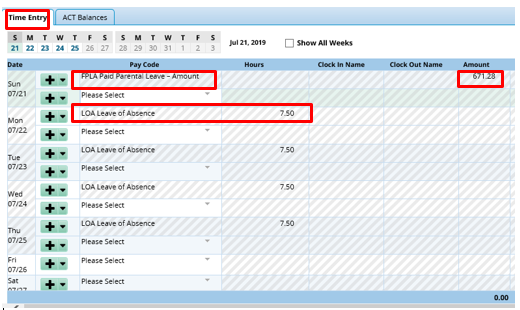 Time Entry ACT Balances
S M T W T F S S M T W T F S
21 22 23 24 25 26 27 28 29 30 31 1 2 3 Jul 21, 2019 Show All Weeks
Date Pay Code Hours Clock In Name Clock Out Name Amount
Sun 07/21 FPLA Paid Parental Leave – Amount 671.28
Please Select
Mon 07/22 LOA Leave of Absence 7.50
Please Select
Tue 07/23 LOA Leave of Absence 7.50
Please Select
Wed 07/24 LOA Leave of Absence 7.50
Please Select
Thu 07/25 LOA Leave of Absence 7.50
Please Select
Fri 07/26 Please Select
Sat 07/27 Please Select
0.00